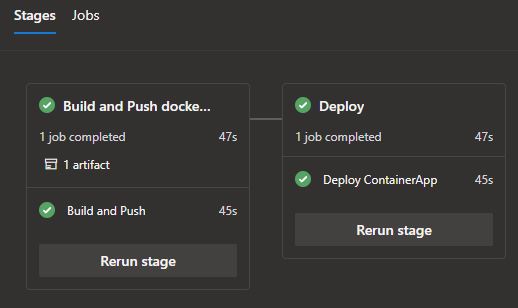 Stages Jobs
Build and Push docke...
1 job completed 47s
1 artifact
Build and Push 45s
Rerun stage
Deploy
1 job completed 47s
Deploy ContainerApp 45s
Rerun stage